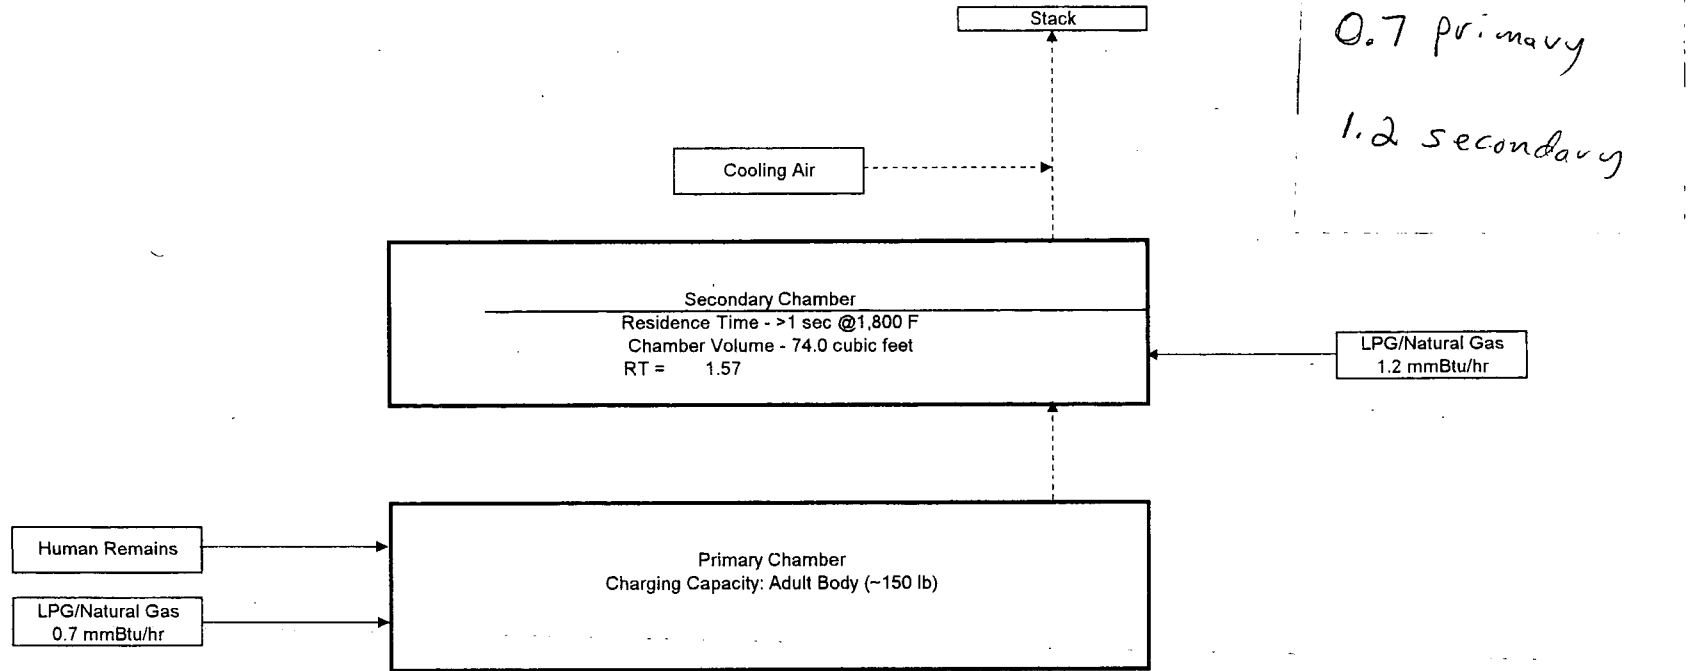 Stack
0.7 primary
1.2 secondary
Cooling Air
Secondary Chamber
Residence Time - >1 sec @1,800 F
Chamber Volume - 74.0 cubic feet
RT = 1.57
LPG/Natural Gas
1.2 mmBtu/hr
Human Remains
Primary Chamber
Charging Capacity: Adult Body (~150 lb)
LPG/Natural Gas
0.7 mmBtu/hr